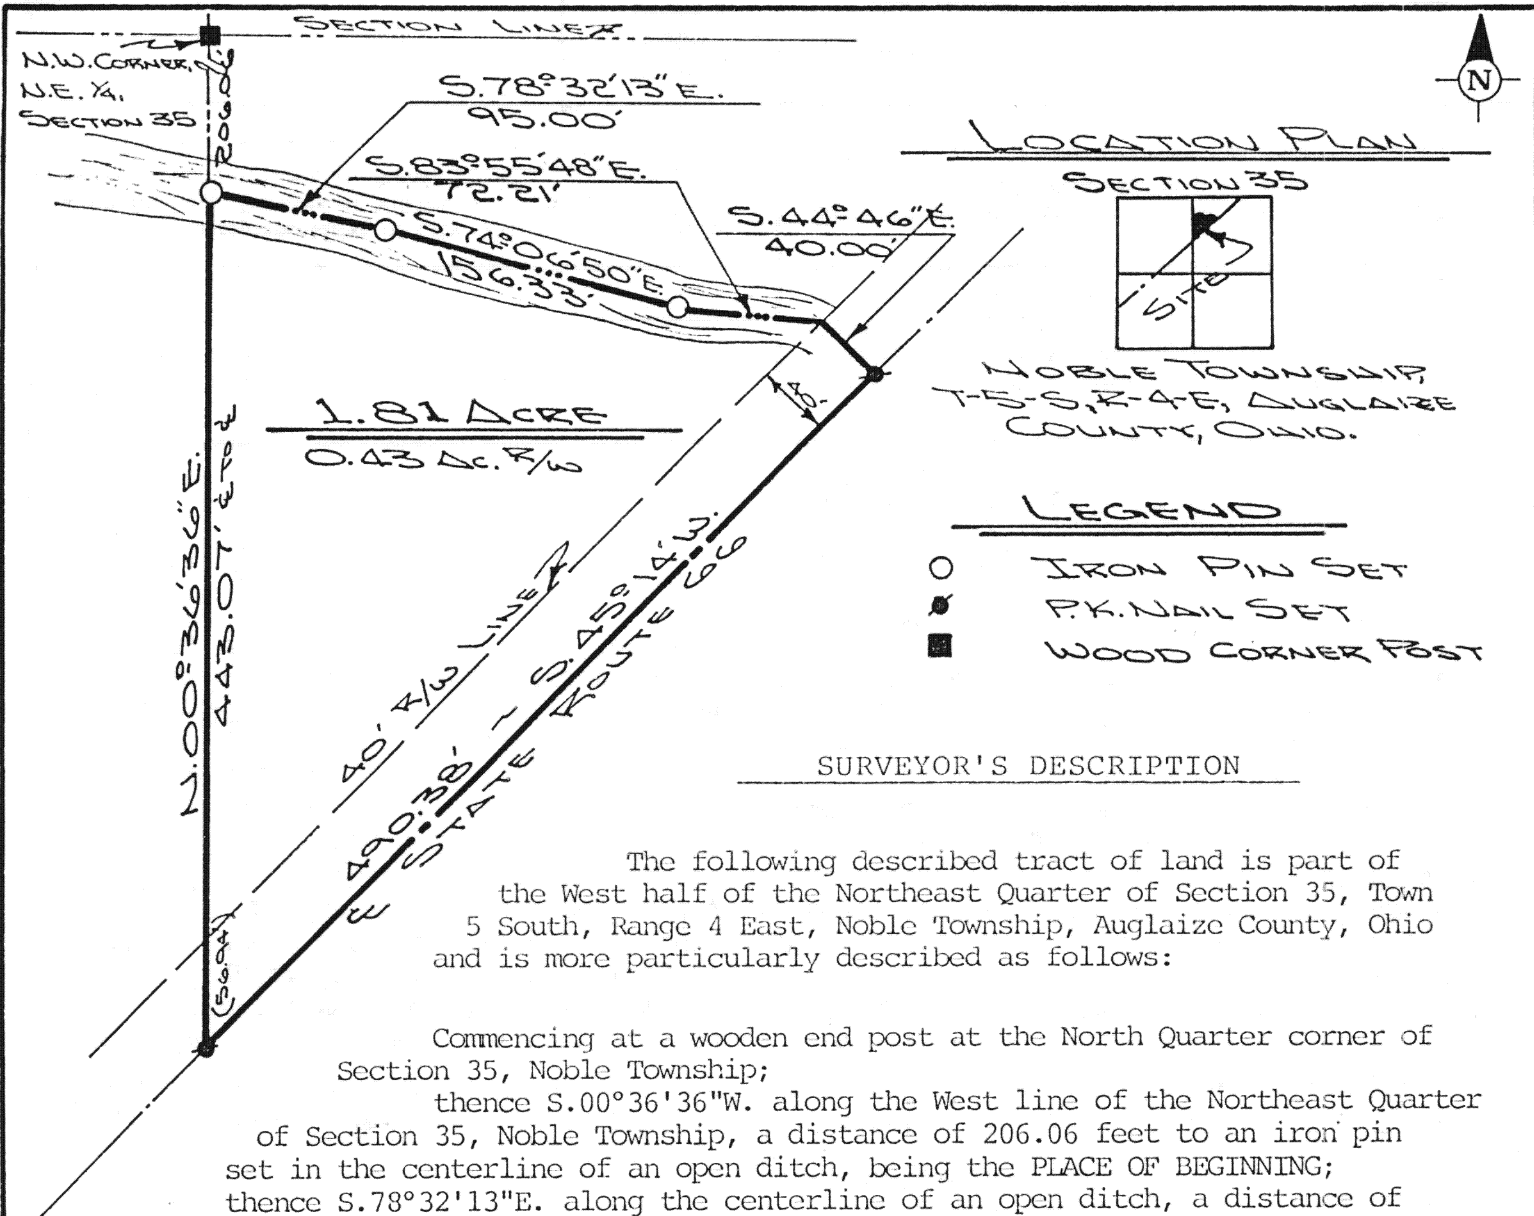 SECTION LINE
N.W. CORNER,
N.E. ¼,
SECTION 35
206.06'
S.78°32'13"E.
95.00'
S.83°55'48"E.
72.21'
S.74°06'50"E.
156.33'
S.44°46"E.
40.00'
N
LOCATION PLAN
SECTION 35
SITE
NOBLE TOWNSHIP,
T-5-S, R-4-E, AUGLAIZE
COUNTY, OHIO.
1.81 ACRE
0.43 AC. R/W
N.00°36'36"E.
443.07' ℄ TO ℄
(56.94')
40' R/W LINE
490.38' ~ S.45°14'W.
℄ STATE ROUTE 66
LEGEND
IRON PIN SET
P.K. NAIL SET
WOOD CORNER POST
SURVEYOR'S DESCRIPTION
The following described tract of land is part of
the West half of the Northeast Quarter of Section 35, Town
5 South, Range 4 East, Noble Township, Auglaize County, Ohio
and is more particularly described as follows:
Commencing at a wooden end post at the North Quarter corner of
Section 35, Noble Township;
thence S.00°36'36"W. along the West line of the Northeast Quarter
of Section 35, Noble Township, a distance of 206.06 feet to an iron pin
set in the centerline of an open ditch, being the PLACE OF BEGINNING;
thence S.78°32'13"E. along the centerline of an open ditch, a distance of